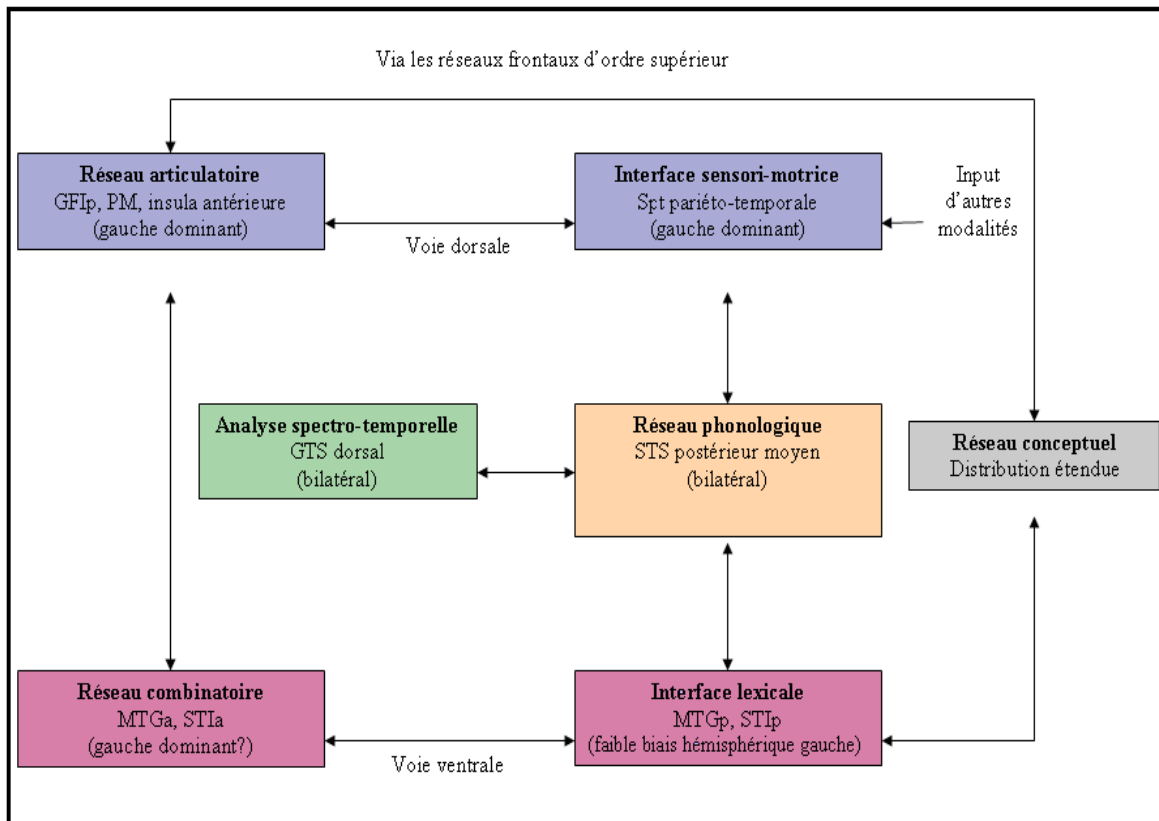 Via les réseaux frontaux d'ordre supérieur
Réseau articulatoire
GFIp, PM, insula antérieure
(gauche dominant)
Interface sensori-motrice
Spt pariéto-temporale
(gauche dominant)
Input
d'autres
modalités
Voie dorsale
Analyse spectro-temporelle
GTS dorsal
(bilatéral)
Réseau phonologique
STS postérieur moyen
(bilatéral)
Réseau conceptuel
Distribution étendue
Réseau combinatoire
MTGa, STIa
(gauche dominant?)
Interface lexicale
MTGp, STIp
(faible biais hémisphérique gauche)
Voie ventrale